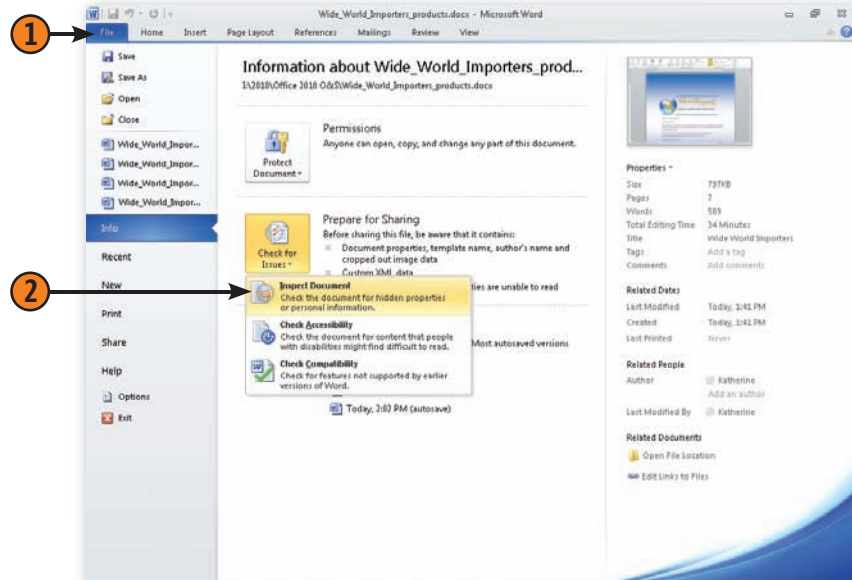 Wide_World_Importers_products.docx - Microsoft Word
1
File Home Insert Page Layout References Mailings Review View
Save
Save As
Open
Close
Wide_World_Impor...
Wide_World_Impor...
Wide_World_Impor...
Wide_World_Impor...
Info
Recent
New
Print
Share
Help
Options
Exit
2
Information about Wide_World_Importers_prod...
Permissions
Anyone can open, copy, and change any part of this document.
Protect
Document
Prepare for Sharing
Before sharing this file, be aware that it contains:
Document properties, template name, author's name and
cropped out image data
Custom XML data
ties are unable to read
Check for
Issues
Inspect Document
Check the document for hidden properties
or personal information.
Check Accessibility
Check the document for content that people
with disabilities might find difficult to read.
Check Compatibility
Check for features not supported by earlier
versions of Word.
Most autosaved versions
Today, 2:02 PM (autosave)
Properties
Size 797KB
Pages 7
Words 589
Total Editing Time 34 Minutes
Title Wide World Importers
Tags Add a tag
Comments Add comments
Related Dates
Last Modified Today, 1:41 PM
Created Today, 1:41 PM
Last Printed Never
Related People
Author Katherine
Add an author
Last Modified By Katherine
Related Documents
Open File Location
Edit Links to Files